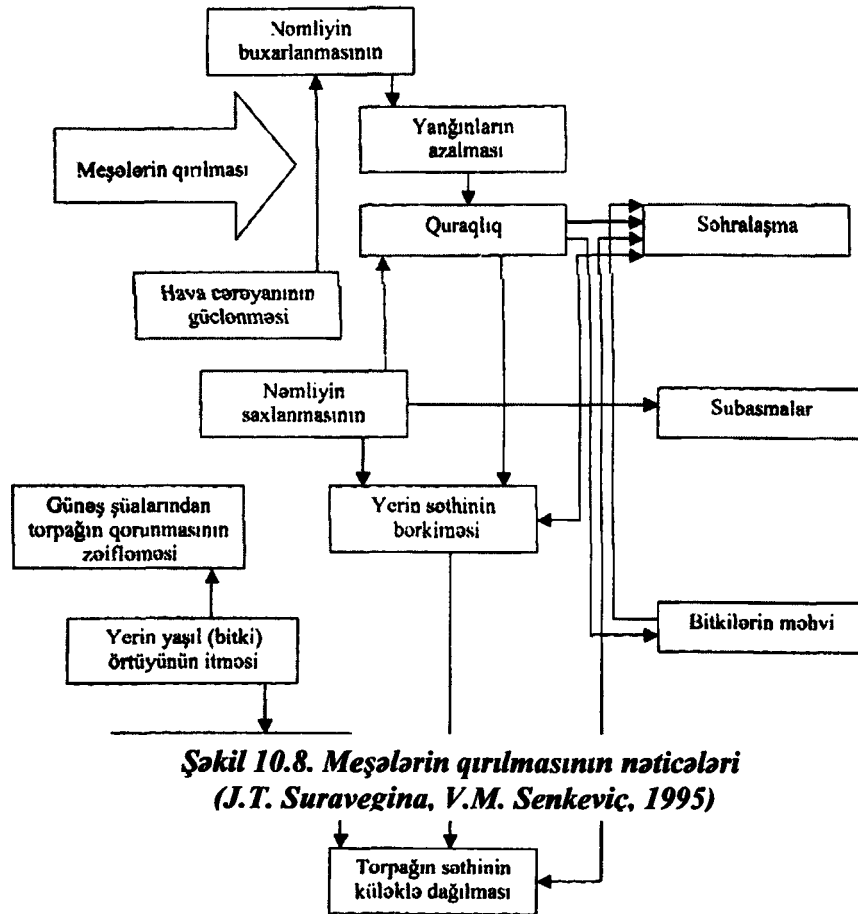 Nomliyin
buxarlanmasının
Yanğınların
azalması
Meşələrin qırılması
Quraqlıq
Səhralaşma
Hava cərəyanının
güclənməsi
Nəmliyin
saxlanmasının
Subasmalar
Günəş şüalarından
torpağın qorunmasının
zəifləməsi
Yerin səthinin
bərkiməsi
Yerin yaşıl (bitki)
örtüyünün itməsi
Bitkilərin məhvi
Şəkil 10.8. Meşələrin qırılmasının nəticələri
(J.T. Suravegina, V.M. Senkeviç, 1995)
Torpağın səthinin
küləklə dağılması